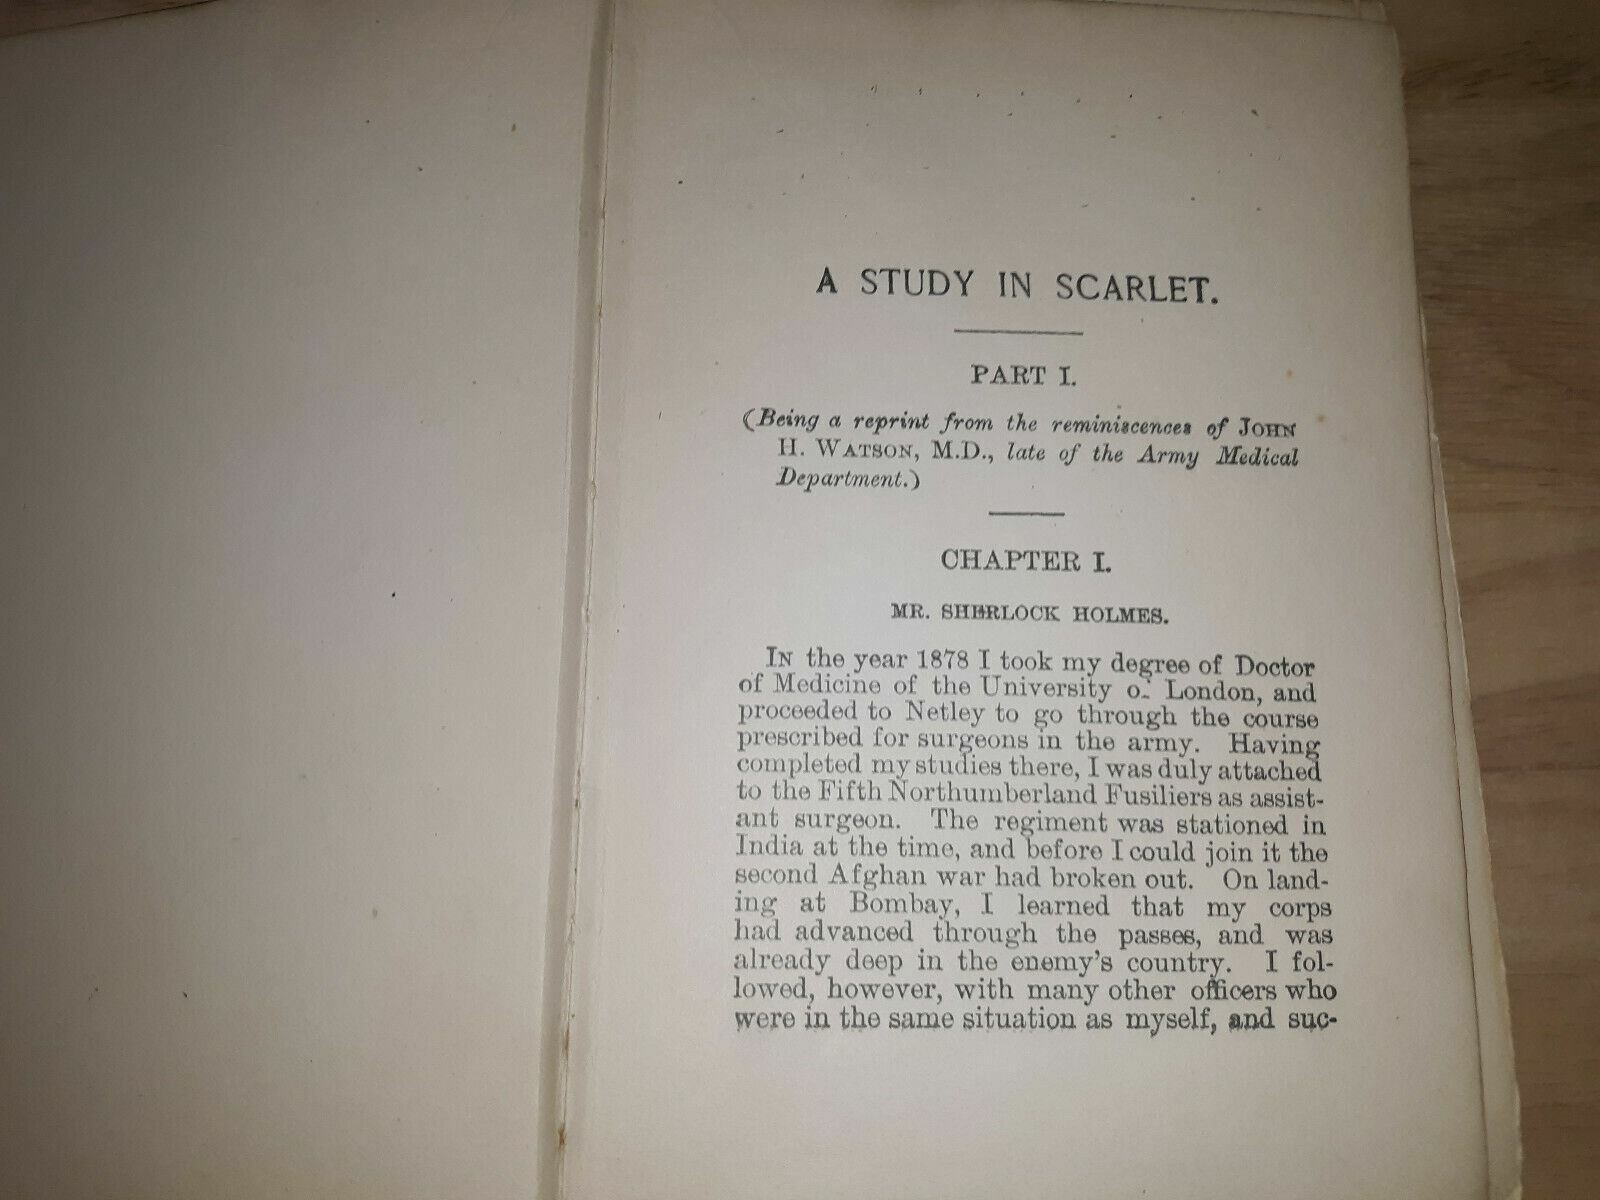 A STUDY IN SCARLET.
PART I.
(Being a reprint from the reminiscences of JOHN
H. WATSON, M.D., late of the Army Medical
Department.)
CHAPTER I.
MR. SHERLOCK HOLMES.
IN the year 1878 I took my degree of Doctor
of Medicine of the University of London, and
proceeded to Netley to go through the course
prescribed for surgeons in the army. Having
completed my studies there, I was duly attached
to the Fifth Northumberland Fusiliers as assist-
ant surgeon. The regiment was stationed in
India at the time, and before I could join it the
second Afghan war had broken out. On land-
ing at Bombay, I learned that my corps
had advanced through the passes, and was
already deep in the enemy's country. I fol-
lowed, however, with many other officers who
were in the same situation as myself, and suc-